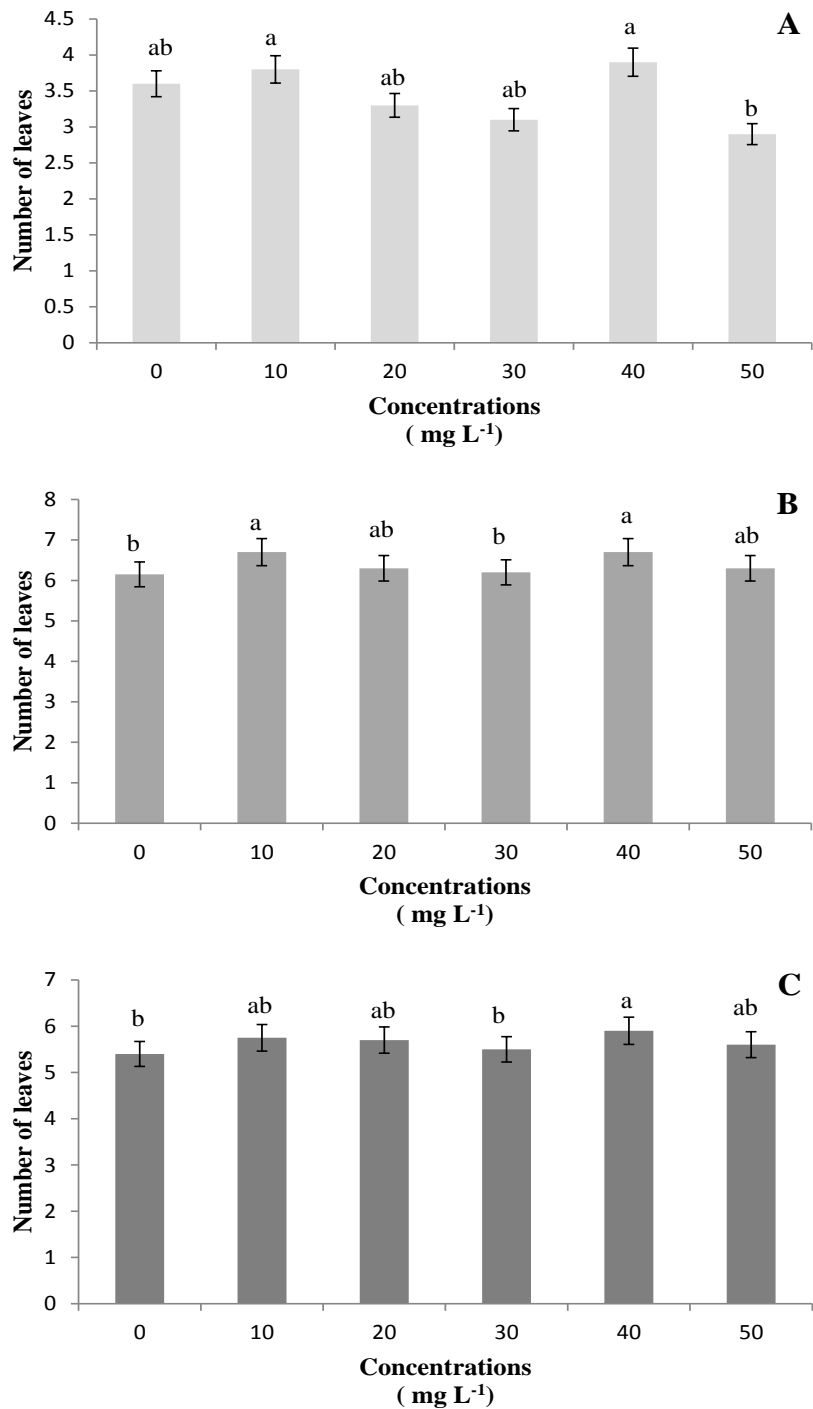 A
4.5
4
3.5
3
2.5
2
1.5
1
0.5
0
Number of leaves
ab
a
ab
ab
a
b
0 10 20 30 40 50
Concentrations
( mg L⁻¹)
B
8
7
6
5
4
3
2
1
0
Number of leaves
b
a
ab
b
a
ab
0 10 20 30 40 50
Concentrations
( mg L⁻¹)
C
7
6
5
4
3
2
1
0
Number of leaves
b
ab
ab
b
a
ab
0 10 20 30 40 50
Concentrations
( mg L⁻¹)